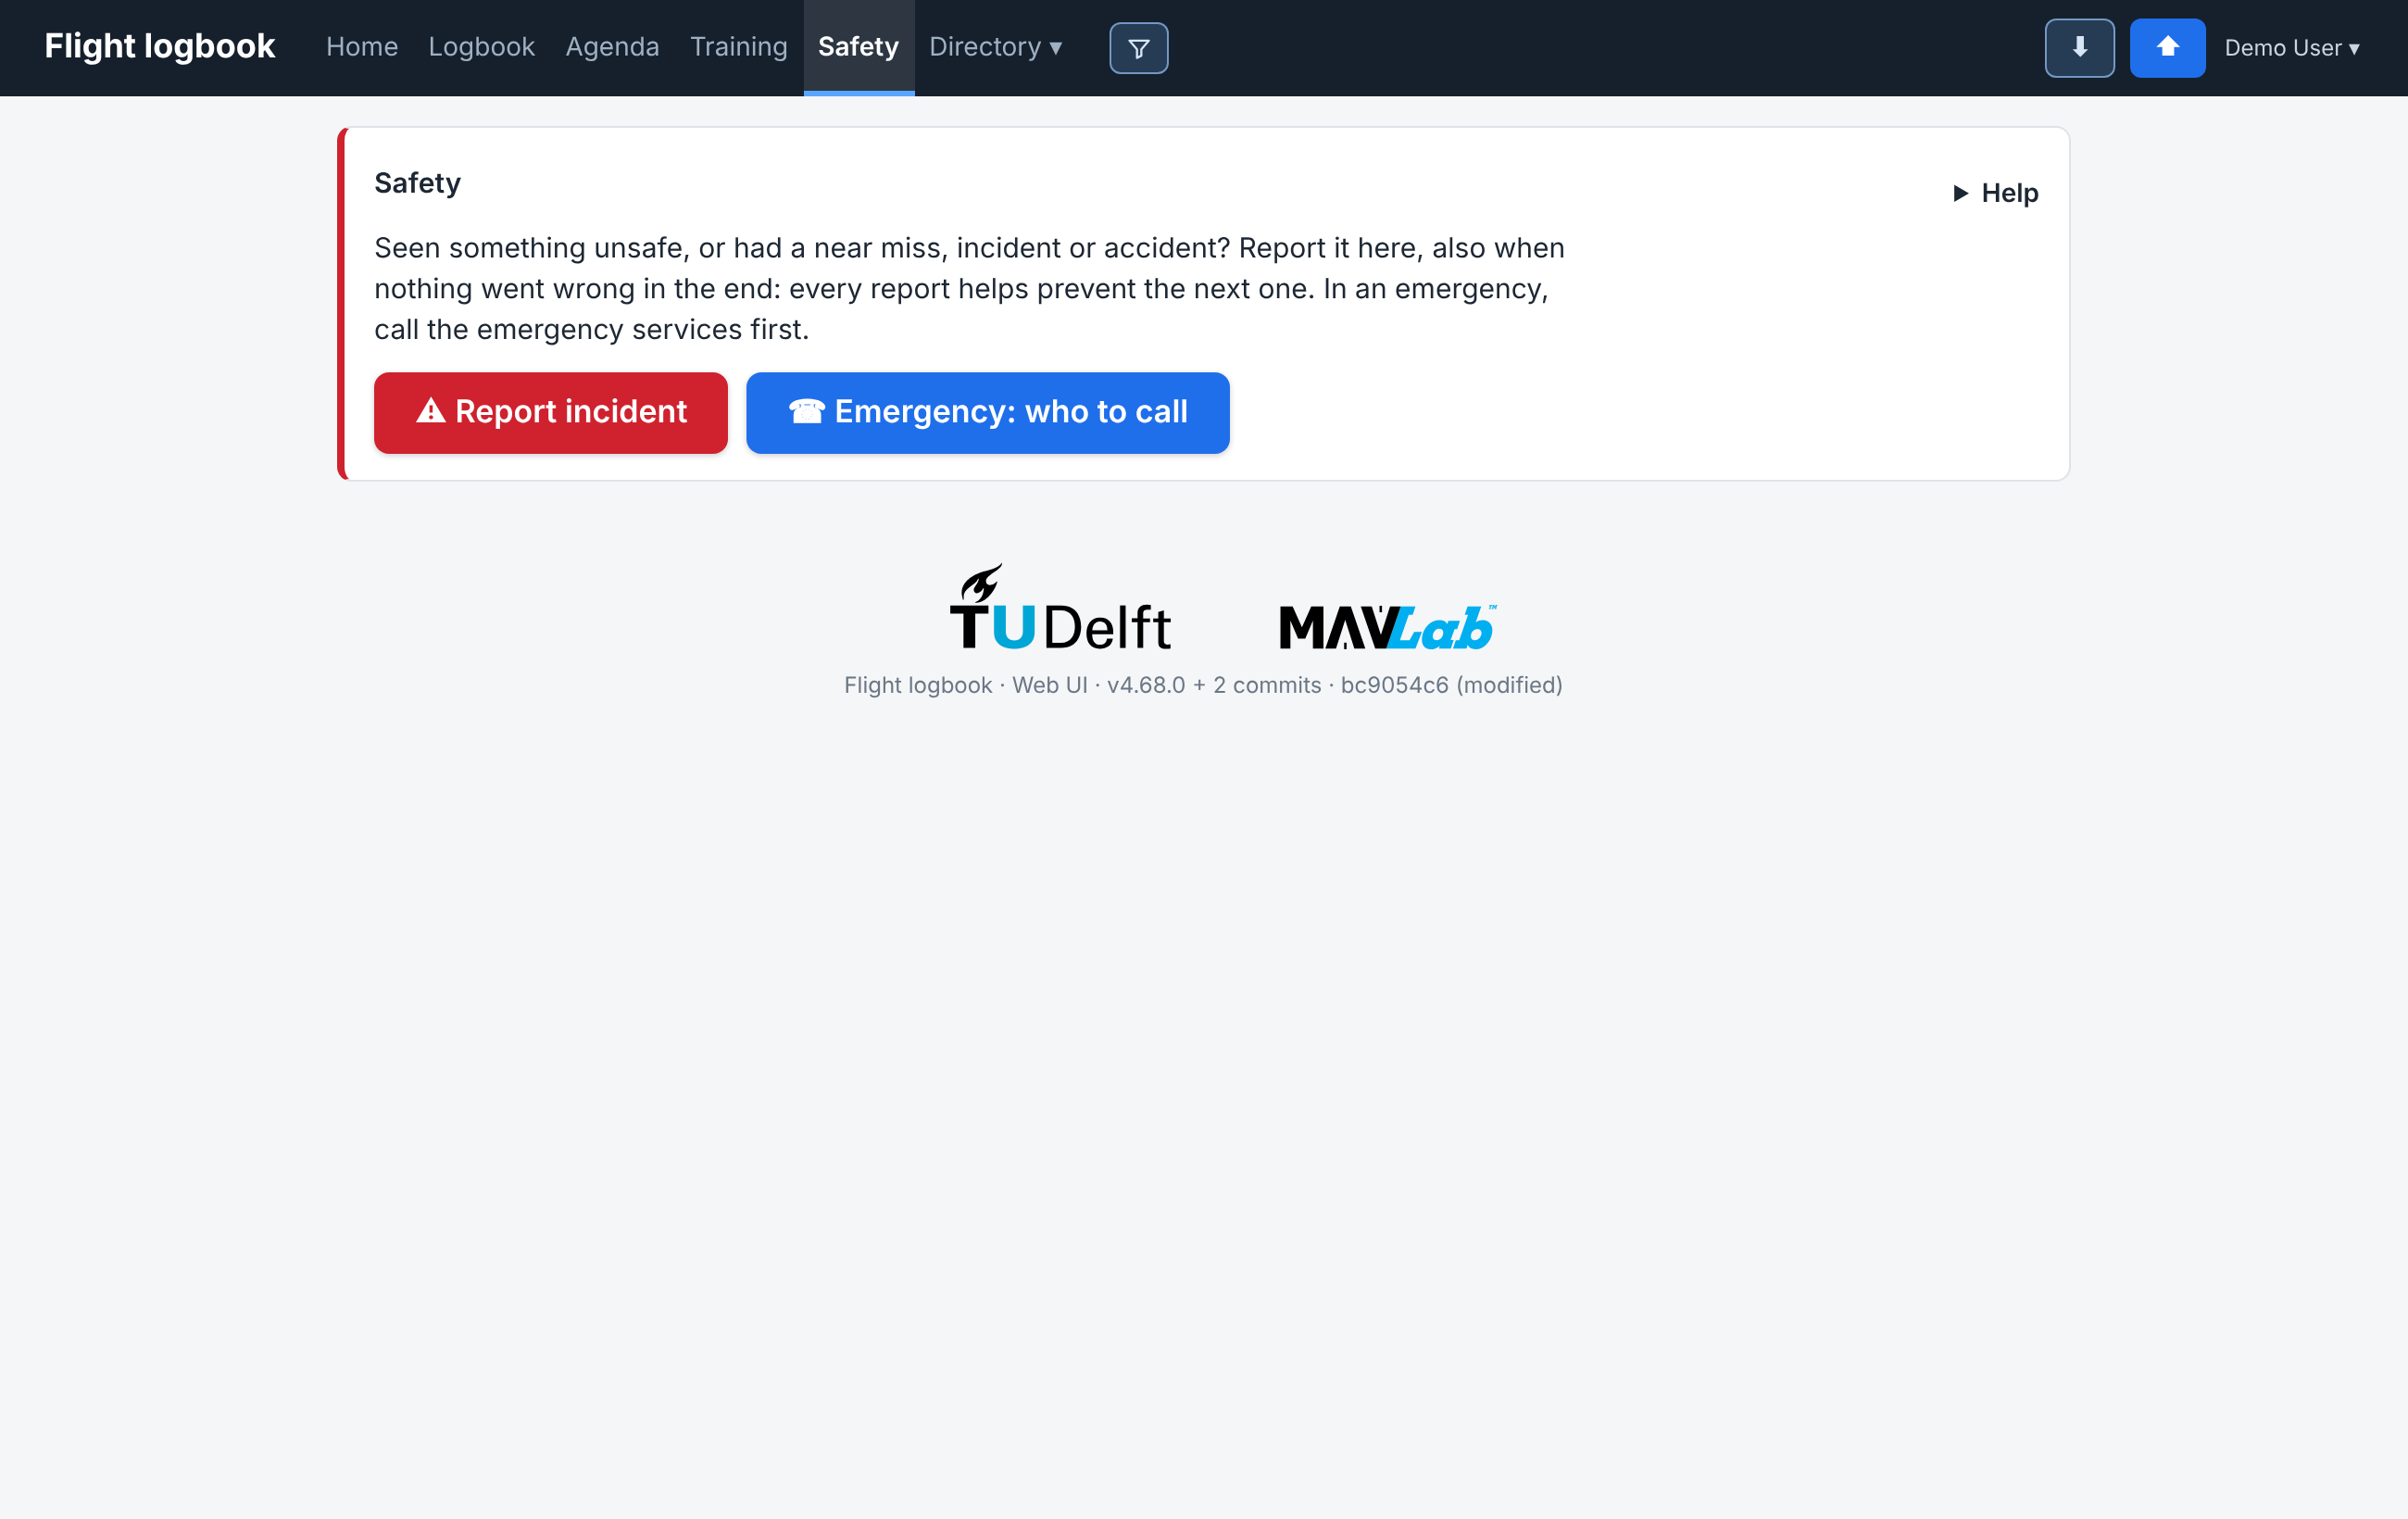 Flight logbook Home Logbook Agenda Training Safety Directory ▾ Demo User ▾
Safety
▶ Help
Seen something unsafe, or had a near miss, incident or accident? Report it here, also when
nothing went wrong in the end: every report helps prevent the next one. In an emergency,
call the emergency services first.
⚠ Report incident ☎ Emergency: who to call
TU Delft MAVLab™
Flight logbook · Web UI · v4.68.0 + 2 commits · bc9054c6 (modified)